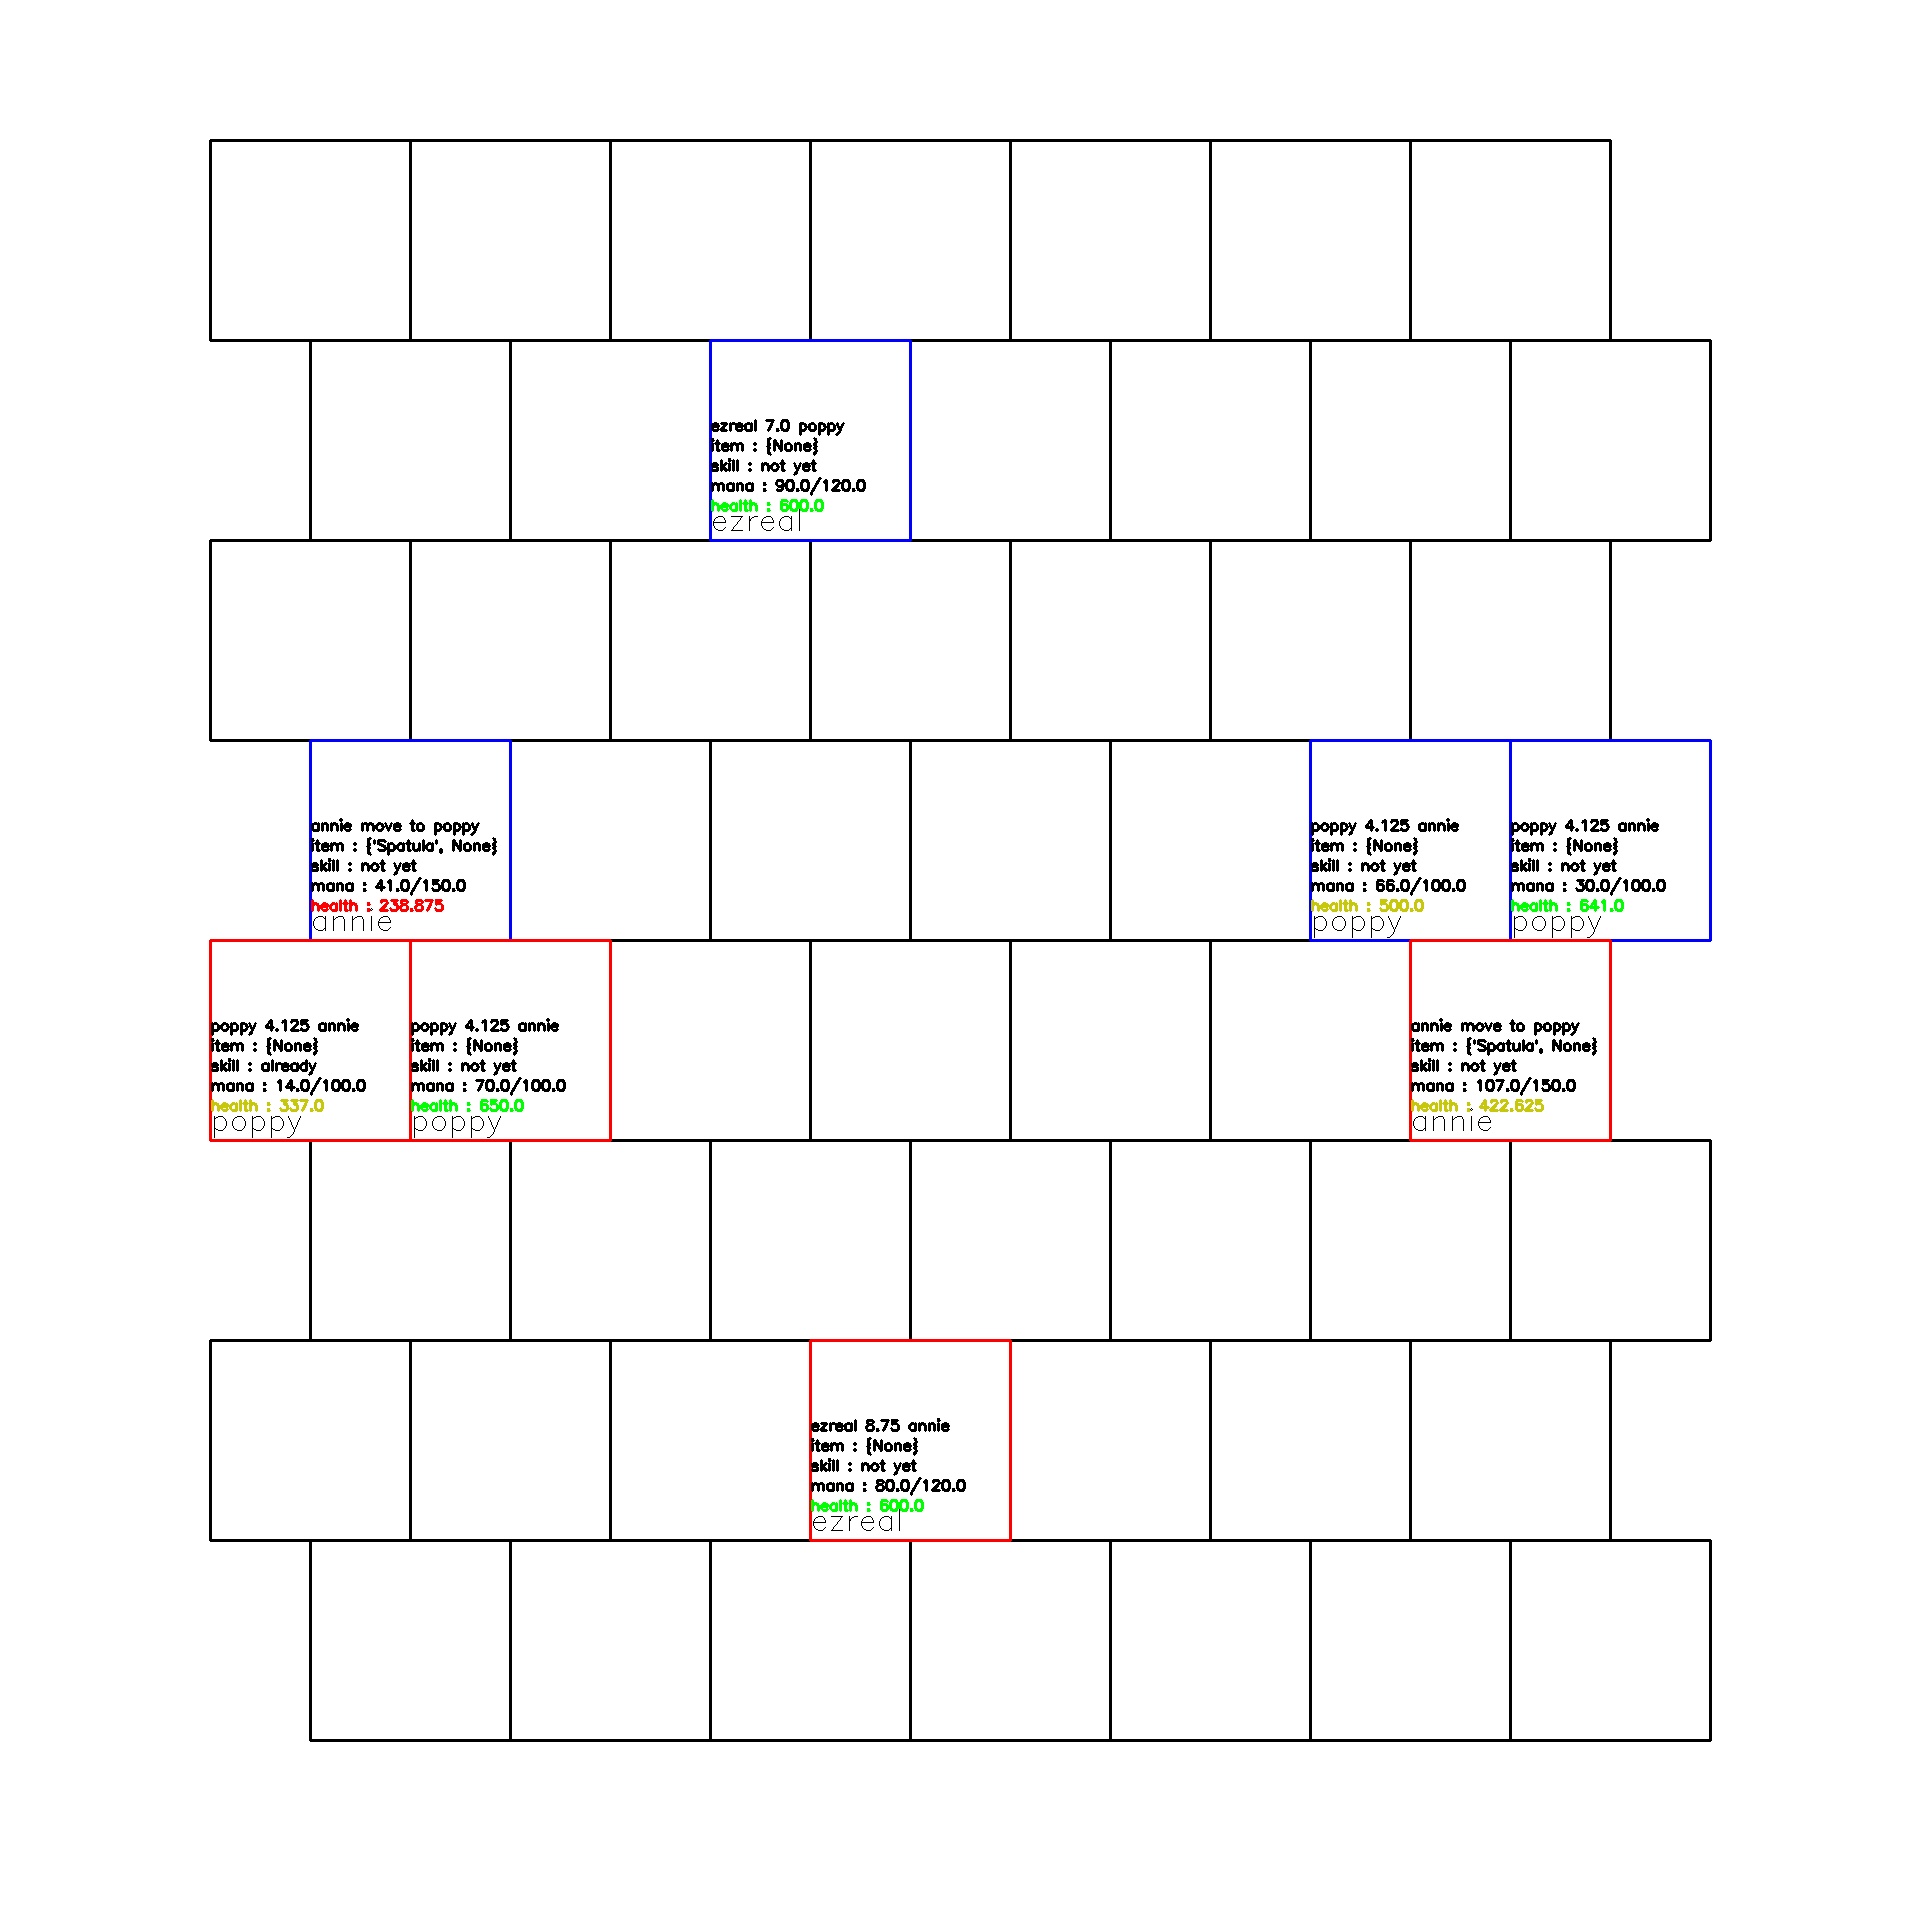 ezreal 7.0 poppy
item : {None}
skill : not yet
mana : 90.0/120.0
health : 600.0
ezreal
annie move to poppy
item : {'Spatula', None}
skill : not yet
mana : 41.0/150.0
health : 238.875
annie
poppy 4.125 annie
item : {None}
skill : not yet
mana : 66.0/100.0
health : 500.0
poppy
poppy 4.125 annie
item : {None}
skill : not yet
mana : 30.0/100.0
health : 641.0
poppy
poppy 4.125 annie
item : {None}
skill : already
mana : 14.0/100.0
health : 337.0
poppy
poppy 4.125 annie
item : {None}
skill : not yet
mana : 70.0/100.0
health : 650.0
poppy
annie move to poppy
item : {'Spatula', None}
skill : not yet
mana : 107.0/150.0
health : 422.625
annie
ezreal 8.75 annie
item : {None}
skill : not yet
mana : 80.0/120.0
health : 600.0
ezreal